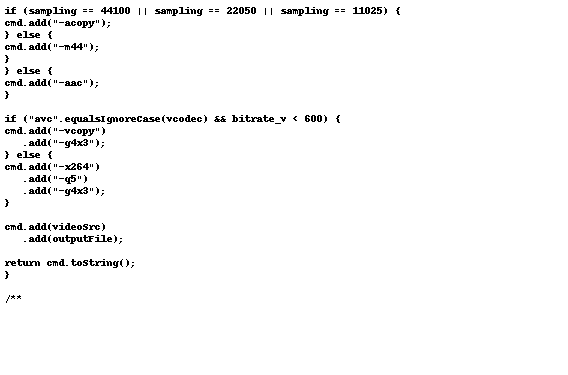 if (sampling == 44100 || sampling == 22050 || sampling == 11025) {
cmd.add("-acopy");
} else {
cmd.add("-m44");
}
} else {
cmd.add("-aac");
}
if ("avc".equalsIgnoreCase(vcodec) && bitrate_v < 600) {
cmd.add("-vcopy")
.add("-g4x3");
} else {
cmd.add("-x264")
.add("-q5")
.add("-g4x3");
}
cmd.add(videoSrc)
.add(outputFile);
return cmd.toString();
}
/**